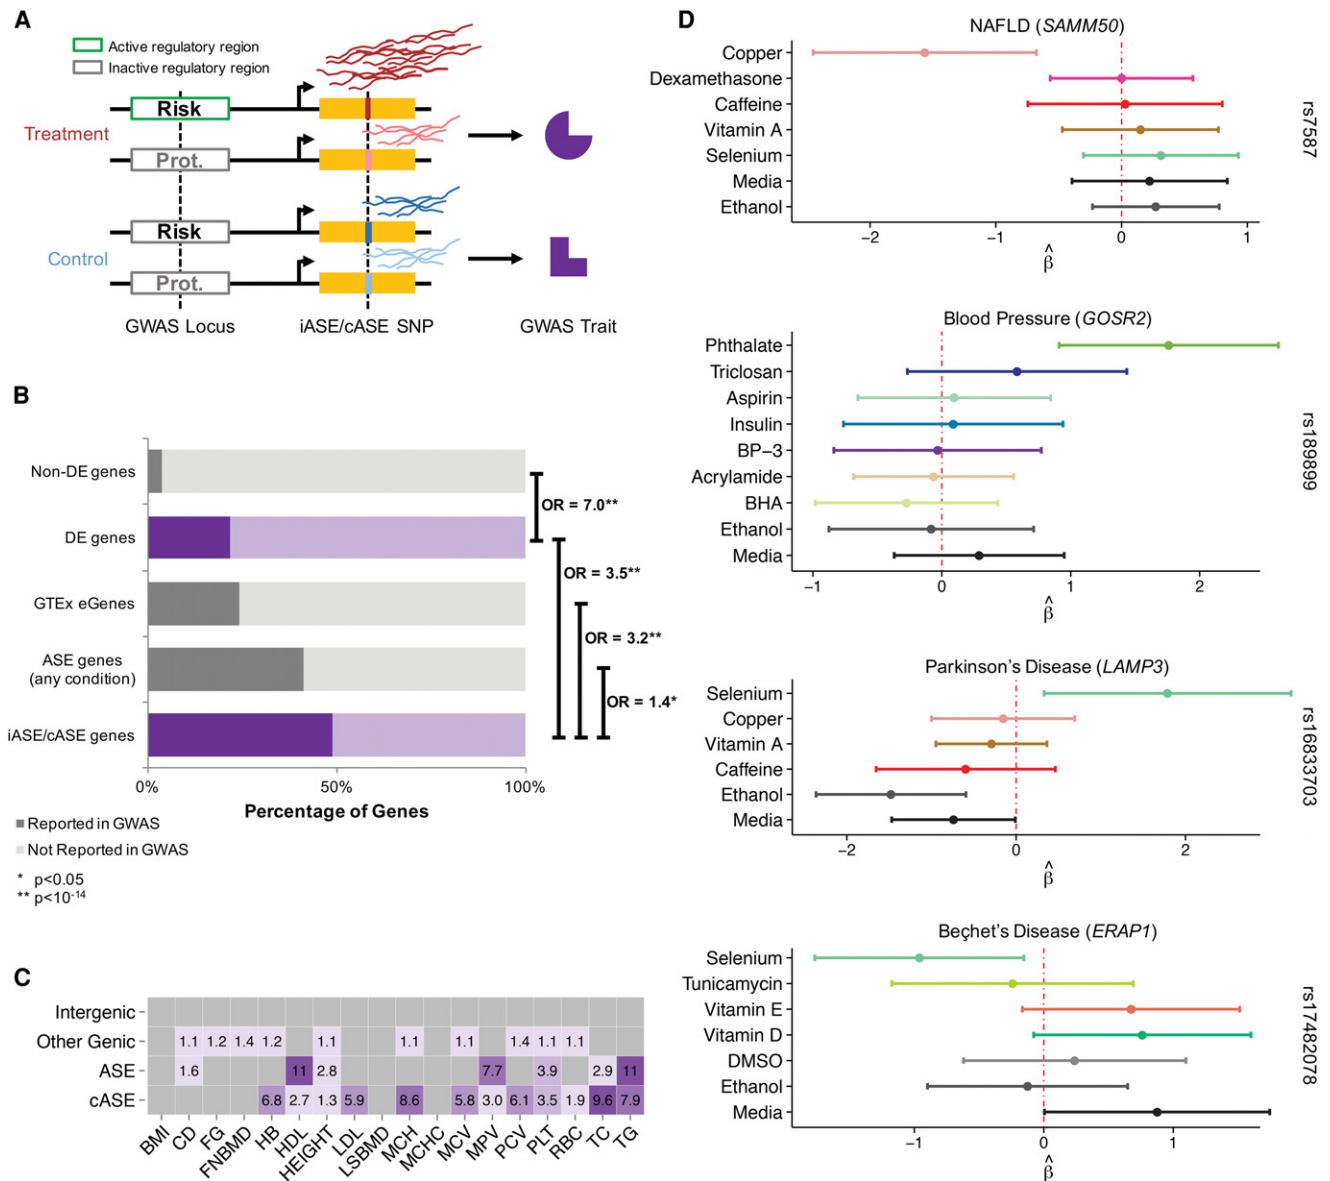 A
Active regulatory region
Inactive regulatory region
Risk
Treatment
Prot.
Risk
Control
Prot.
GWAS Locus
iASE/cASE SNP
GWAS Trait
B
Non-DE genes
DE genes
GTEx eGenes
ASE genes
(any condition)
iASE/cASE genes
OR = 7.0**
OR = 3.5**
OR = 3.2**
OR = 1.4*
0%
50%
100%
Percentage of Genes
Reported in GWAS
Not Reported in GWAS
* p<0.05
** p<10-14
C
Intergenic
Other Genic 1.1 1.2 1.4 1.2 1.1 1.1 1.1 1.4 1.1 1.1
ASE 1.6 11 2.8 7.7 3.9 2.9 11
cASE 6.8 2.7 1.3 5.9 8.6 5.8 3.0 6.1 3.5 1.9 9.6 7.9
BMI CD FG FNBMD HB HDL HEIGHT LDL LSBMD MCH MCHC MCV MPV PCV PLT RBC TC TG
D
NAFLD (SAMM50)
Copper
Dexamethasone
Caffeine
Vitamin A
Selenium
Media
Ethanol
−2 −1 0 1
β̂
rs7587
Blood Pressure (GOSR2)
Phthalate
Triclosan
Aspirin
Insulin
BP−3
Acrylamide
BHA
Ethanol
Media
−1 0 1 2
β̂
rs189899
Parkinson's Disease (LAMP3)
Selenium
Copper
Vitamin A
Caffeine
Ethanol
Media
−2 0 2
β̂
rs16833703
Beçhet's Disease (ERAP1)
Selenium
Tunicamycin
Vitamin E
Vitamin D
DMSO
Ethanol
Media
−1 0 1
β̂
rs17482078